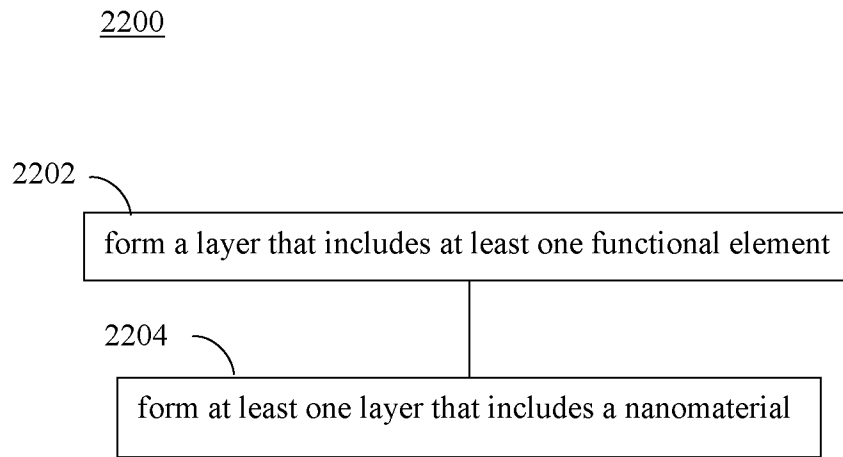 2200
2202
form a layer that includes at least one functional element
2204
form at least one layer that includes a nanomaterial